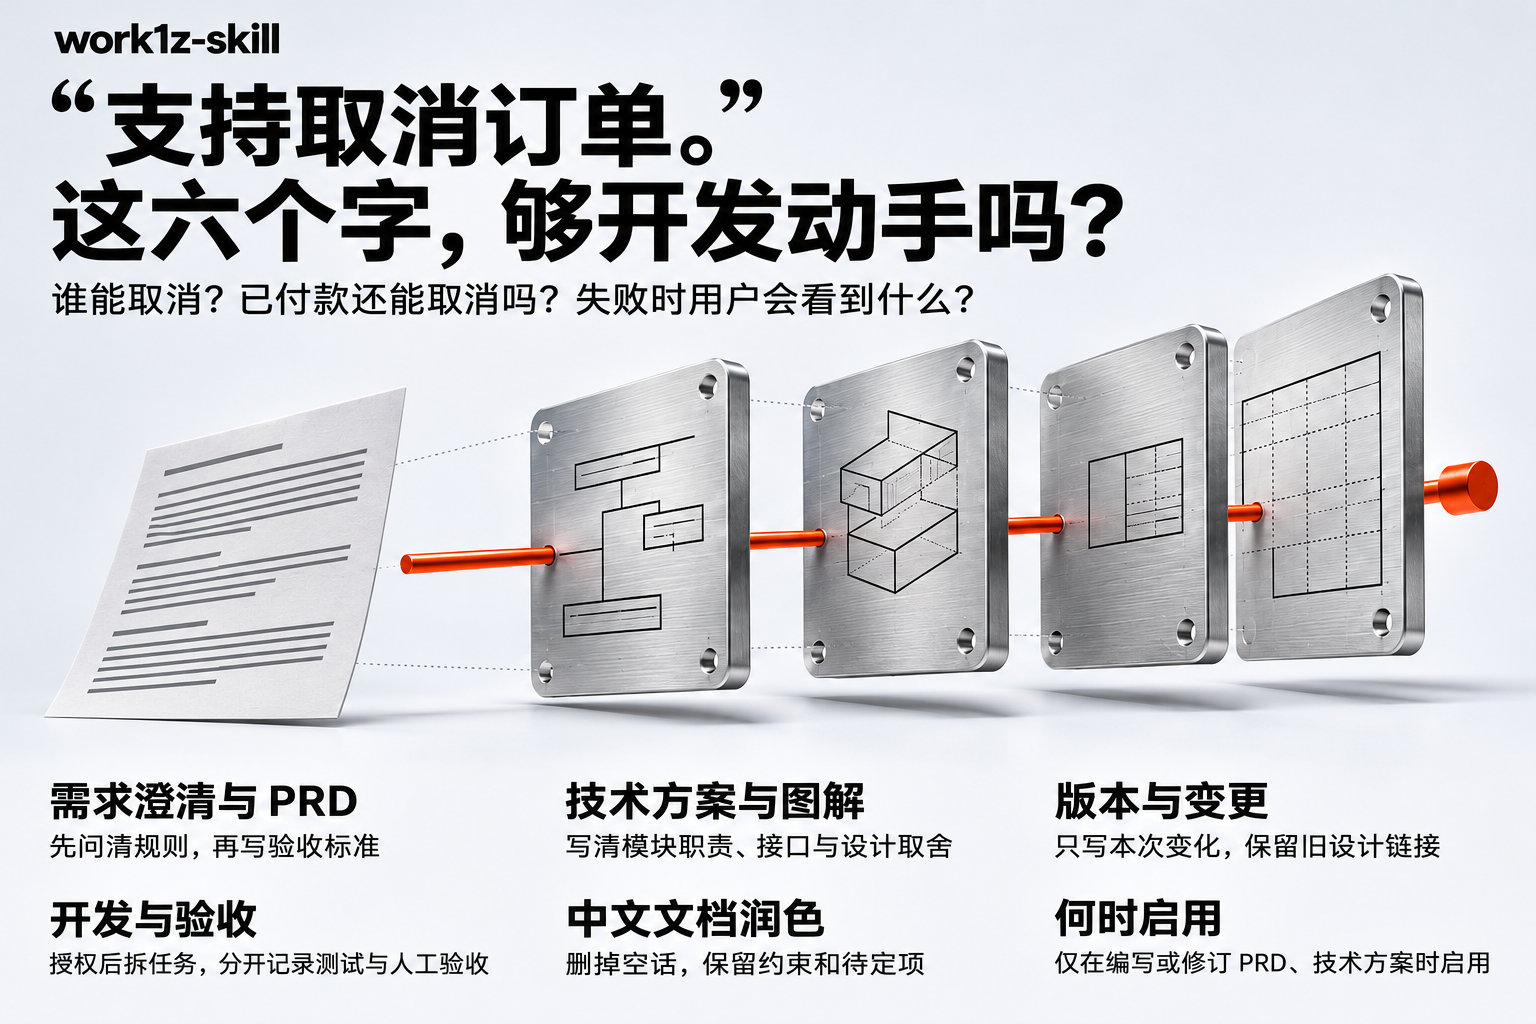 work1z-skill
“支持取消订单。”
这六个字，够开发动手吗？
谁能取消？已付款还能取消吗？失败时用户会看到什么？
需求澄清与 PRD
先问清规则，再写验收标准
技术方案与图解
写清模块职责、接口与设计取舍
版本与变更
只写本次变化，保留旧设计链接
开发与验收
授权后拆任务，分开记录测试与人工验收
中文文档润色
删掉空话，保留约束和待定项
何时启用
仅在编写或修订 PRD、技术方案时启用